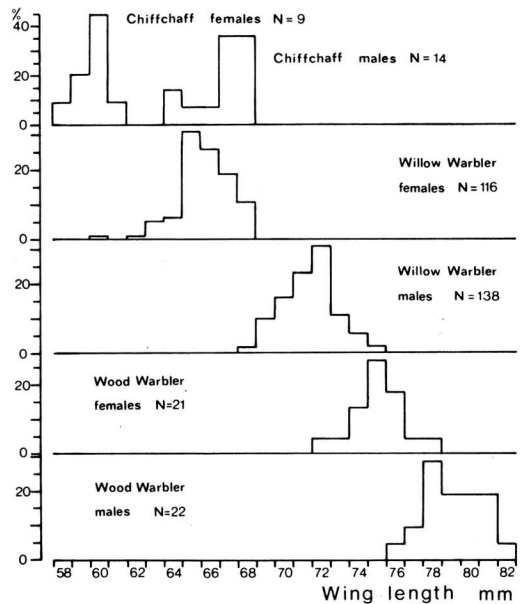 %
Chiffchaff females N=9
40
Chiffchaff males N=14
20
0
Willow Warbler
20
females N=116
0
Willow Warbler
males N=138
20
0
Wood Warbler
20
females N=21
0
Wood Warbler
20
males N=22
0
58 60 62 64 66 68 70 72 74 76 78 80 82
Wing length mm